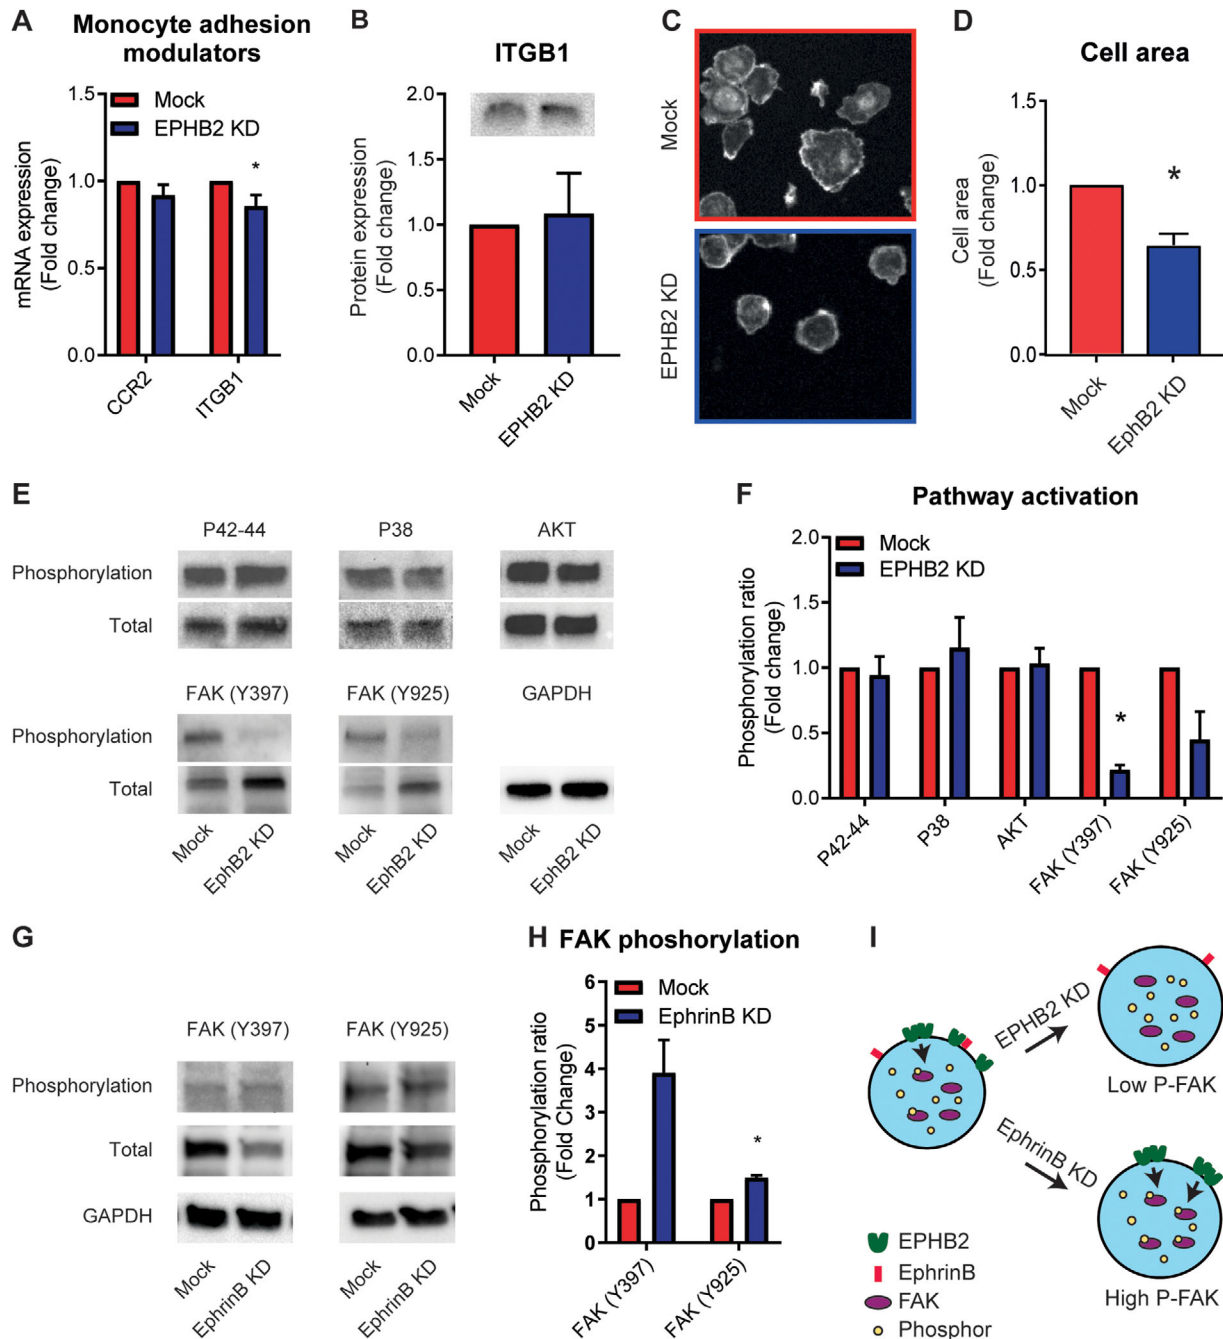 A
Monocyte adhesion
modulators
mRNA expression
(Fold change)
1.5
1.0
0.5
0.0
Mock
EPHB2 KD
*
CCR2
ITGB1
B
ITGB1
Protein expression
(Fold change)
2.0
1.5
1.0
0.5
0.0
Mock
EPHB2 KD
C
Mock
EPHB2 KD
D
Cell area
Cell area
(Fold change)
1.5
1.0
0.5
0.0
*
Mock
EphB2 KD
E
P42-44
P38
AKT
Phosphorylation
Total
FAK (Y397)
FAK (Y925)
GAPDH
Phosphorylation
Total
Mock
EphB2 KD
Mock
EphB2 KD
Mock
EphB2 KD
F
Pathway activation
Phosphorylation ratio
(Fold change)
2.0
1.5
1.0
0.5
0.0
Mock
EPHB2 KD
*
P42-44
P38
AKT
FAK (Y397)
FAK (Y925)
G
FAK (Y397)
FAK (Y925)
Phosphorylation
Total
GAPDH
Mock
EphrinB KD
Mock
EphrinB KD
H
FAK phoshorylation
Phosphorylation ratio
(Fold Change)
6
5
4
3
2
1
0
Mock
EphrinB KD
*
FAK (Y397)
FAK (Y925)
I
EPHB2 KD
Low P-FAK
EphrinB KD
High P-FAK
EPHB2
EphrinB
FAK
Phosphor